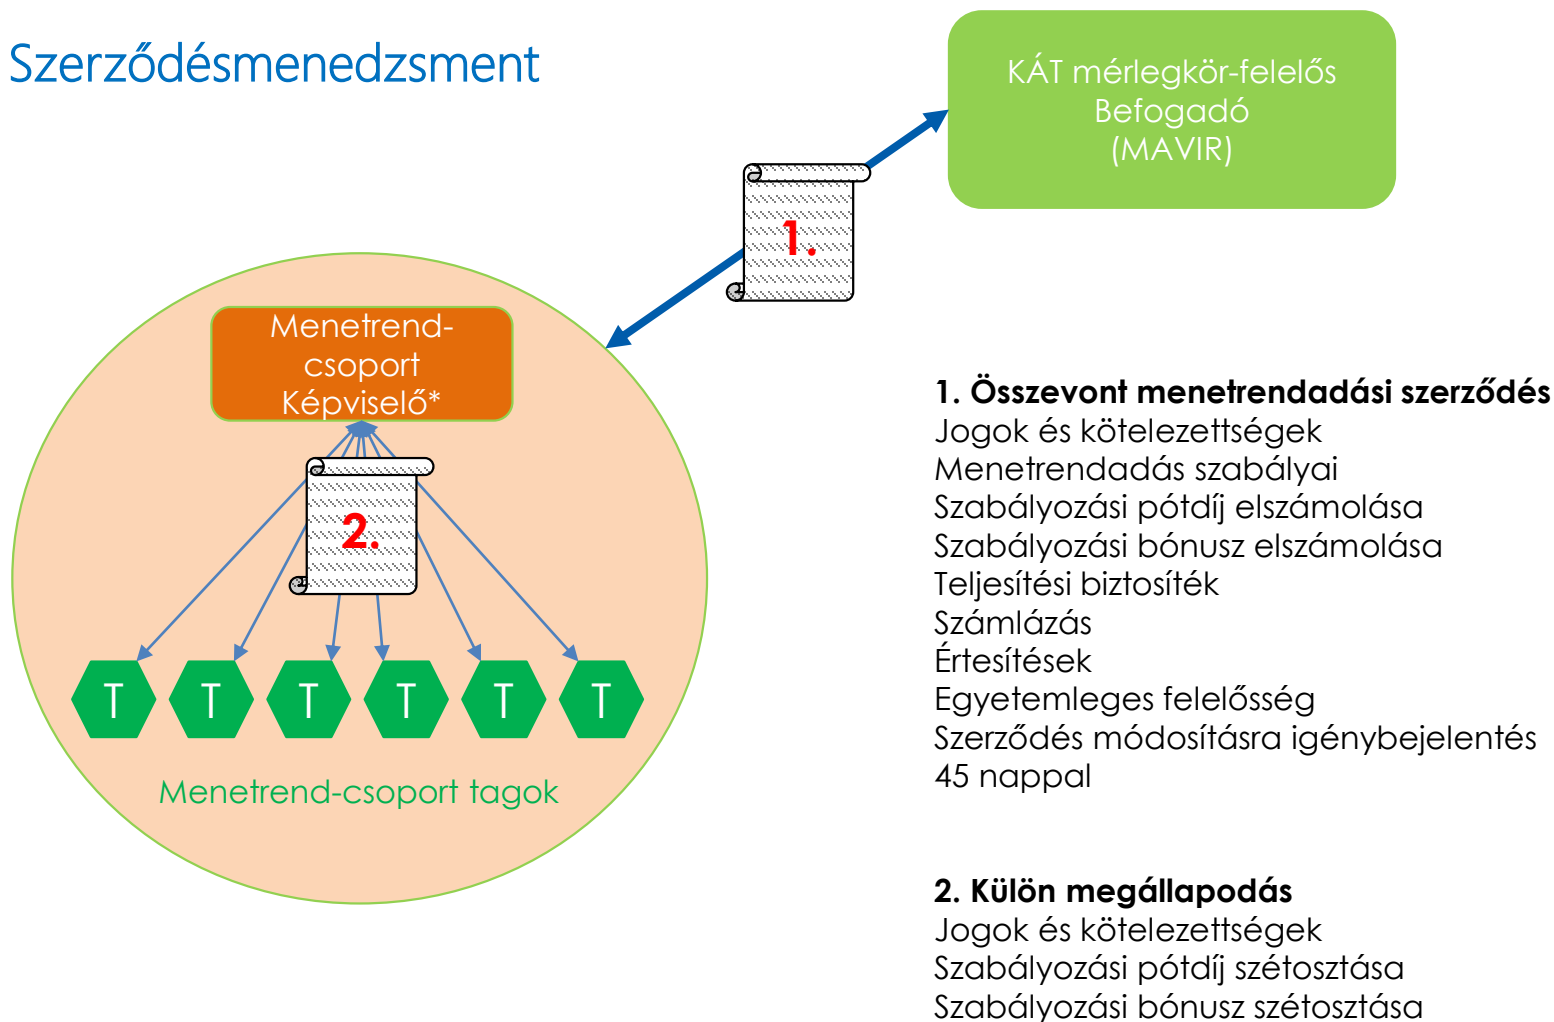 Szerződésmenedzsment
KÁT mérlegkör-felelős
Befogadó
(MAVIR)
1.
Menetrend-
csoport
Képviselő*
2.
T T T T T T
Menetrend-csoport tagok
1. Összevont menetrendadási szerződés
Jogok és kötelezettségek
Menetrendadás szabályai
Szabályozási pótdíj elszámolása
Szabályozási bónusz elszámolása
Teljesítési biztosíték
Számlázás
Értesítések
Egyetemleges felelősség
Szerződés módosításra igénybejelentés
45 nappal
2. Külön megállapodás
Jogok és kötelezettségek
Szabályozási pótdíj szétosztása
Szabályozási bónusz szétosztása